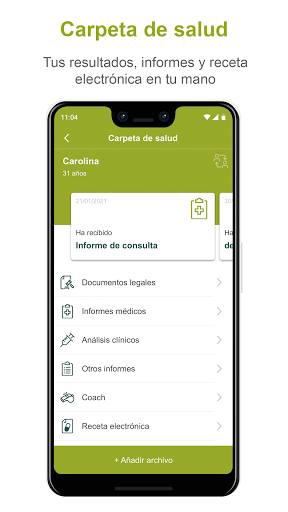 Carpeta de salud
Tus resultados, informes y receta
electrónica en tu mano
11:04
Carpeta de salud
Carolina
31 años
21/01/2021
30/
Ha recibido
Ha
Informe de consulta
de
Documentos legales
Informes médicos
Análisis clínicos
Otros informes
Coach
Receta electrónica
+ Añadir archivo